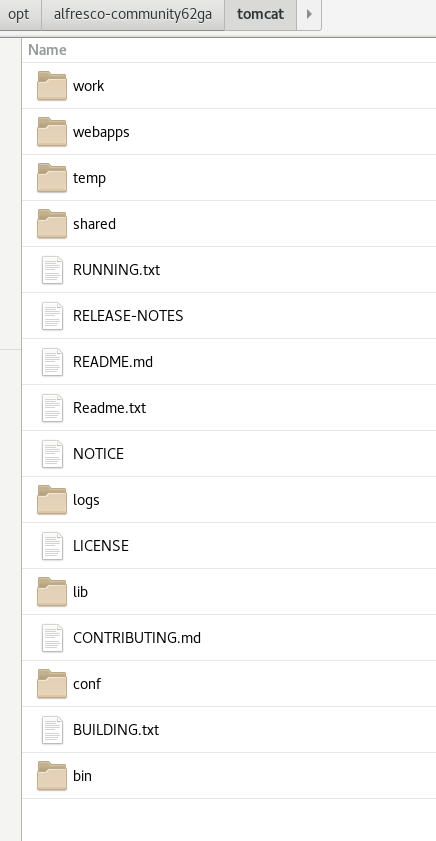 opt alfresco-community62ga tomcat
Name
work
webapps
temp
shared
RUNNING.txt
RELEASE-NOTES
README.md
Readme.txt
NOTICE
logs
LICENSE
lib
CONTRIBUTING.md
conf
BUILDING.txt
bin